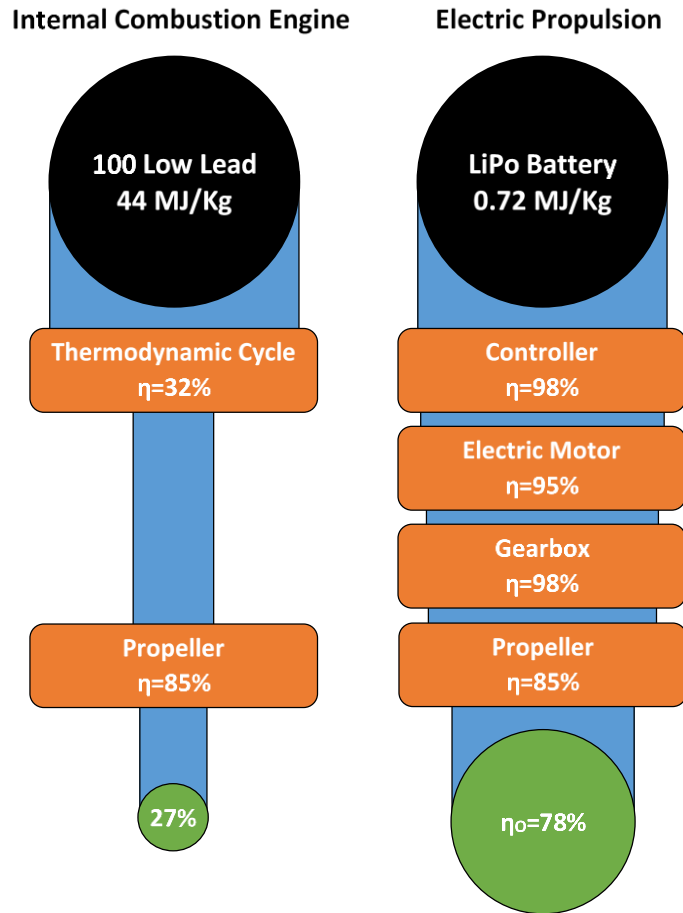 Internal Combustion Engine
100 Low Lead
44 MJ/Kg
Thermodynamic Cycle
η=32%
Propeller
η=85%
27%
Electric Propulsion
LiPo Battery
0.72 MJ/Kg
Controller
η=98%
Electric Motor
η=95%
Gearbox
η=98%
Propeller
η=85%
ηo=78%